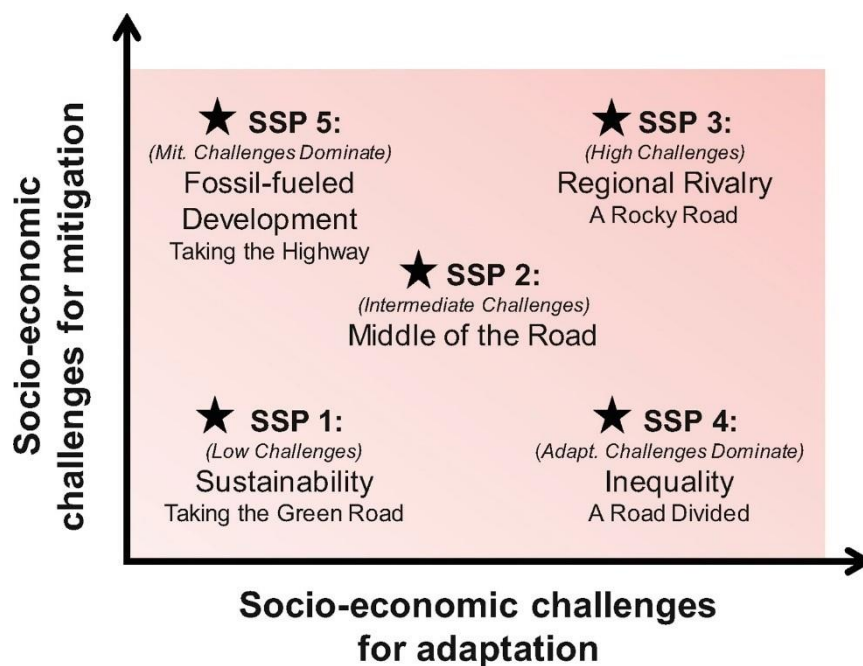 Socio-economic
challenges for mitigation
SSP 5:
(Mit. Challenges Dominate)
Fossil-fueled
Development
Taking the Highway
SSP 3:
(High Challenges)
Regional Rivalry
A Rocky Road
SSP 2:
(Intermediate Challenges)
Middle of the Road
SSP 1:
(Low Challenges)
Sustainability
Taking the Green Road
SSP 4:
(Adapt. Challenges Dominate)
Inequality
A Road Divided
Socio-economic challenges
for adaptation